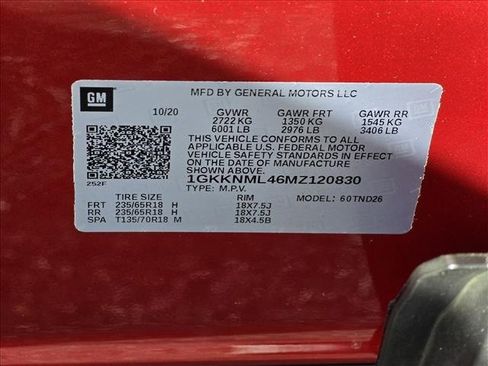 GM
MFD BY GENERAL MOTORS LLC
10/20 GVWR GAWR FRT GAWR RR
2722 KG 1350 KG 1545 KG
6001 LB 2976 LB 3406 LB
THIS VEHICLE CONFORMS TO ALL
APPLICABLE U.S. FEDERAL MOTOR
VEHICLE SAFETY STANDARDS IN EFFECT
ON THE DATE OF MANUFACTURE
SHOWN ABOVE.
252F 1GKKNML46MZ120830
TYPE: M.P.V.
TIRE SIZE RIM MODEL: 60TND26
FRT 235/65R18 H 18X7.5J
RR 235/65R18 H 18X7.5J
SPA T135/70R18 M 18X4.5B